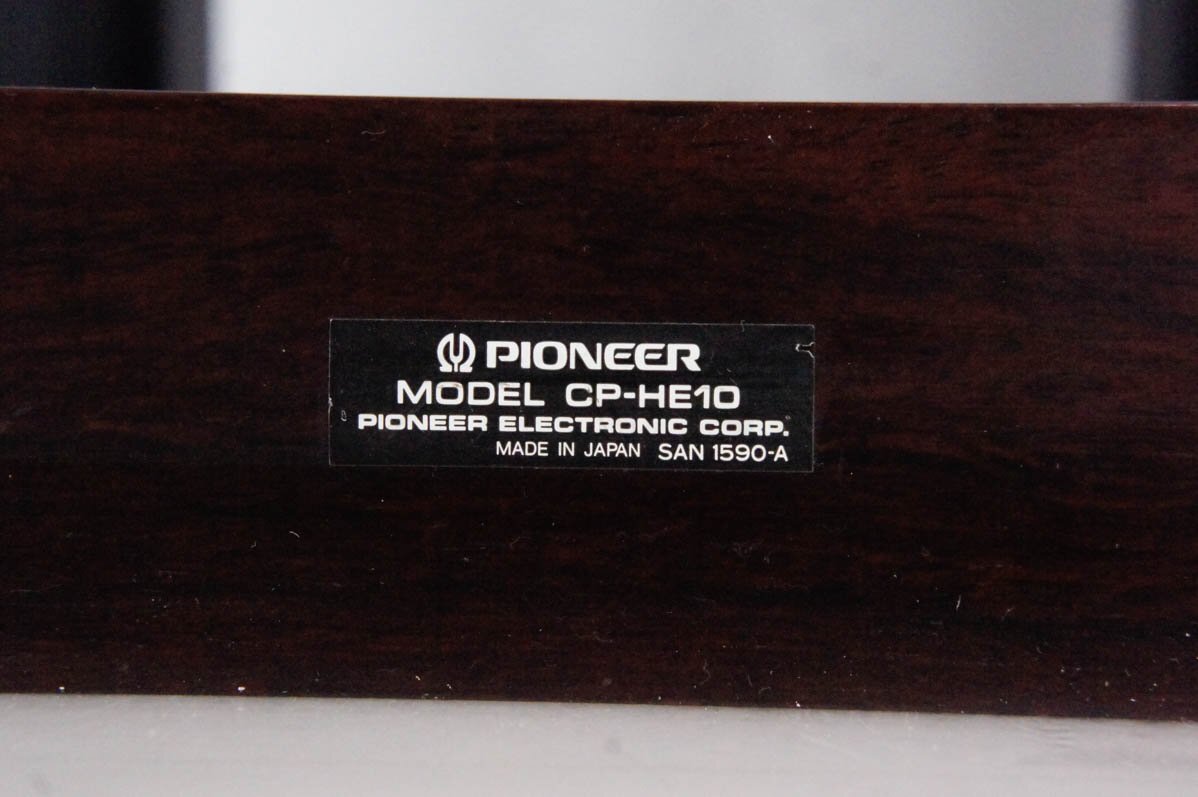 PIONEER
MODEL CP-HE10
PIONEER ELECTRONIC CORP.
MADE IN JAPAN SAN 1590-A